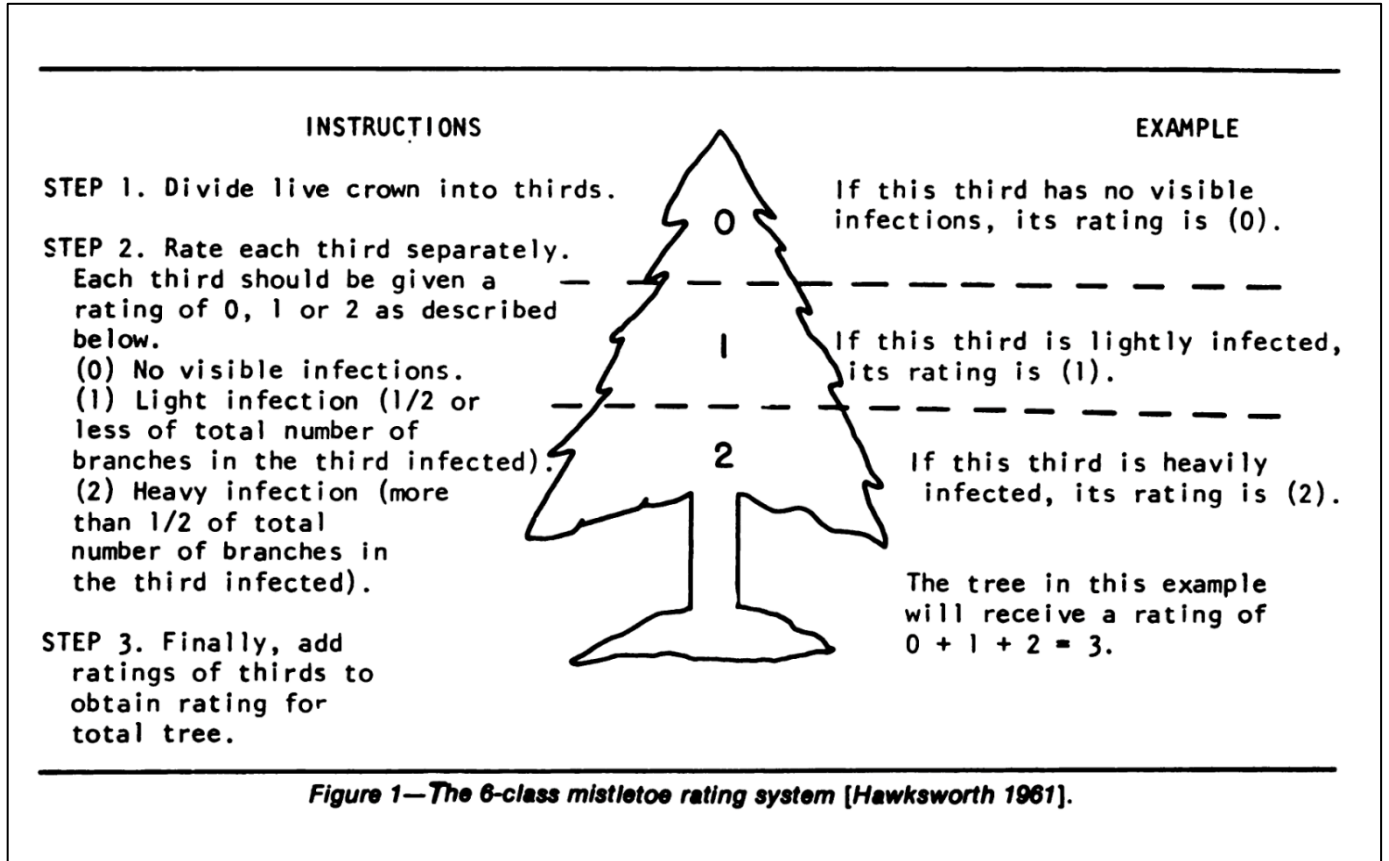 INSTRUCTIONS
STEP 1. Divide live crown into thirds.
STEP 2. Rate each third separately.
Each third should be given a
rating of 0, 1 or 2 as described
below.
(0) No visible infections.
(1) Light infection (1/2 or
less of total number of
branches in the third infected).
(2) Heavy infection (more
than 1/2 of total
number of branches in
the third infected).
STEP 3. Finally, add
ratings of thirds to
obtain rating for
total tree.
0
1
2
EXAMPLE
If this third has no visible
infections, its rating is (0).
If this third is lightly infected,
its rating is (1).
If this third is heavily
infected, its rating is (2).
The tree in this example
will receive a rating of
0 + 1 + 2 = 3.
Figure 1—The 6-class mistletoe rating system [Hawksworth 1961].